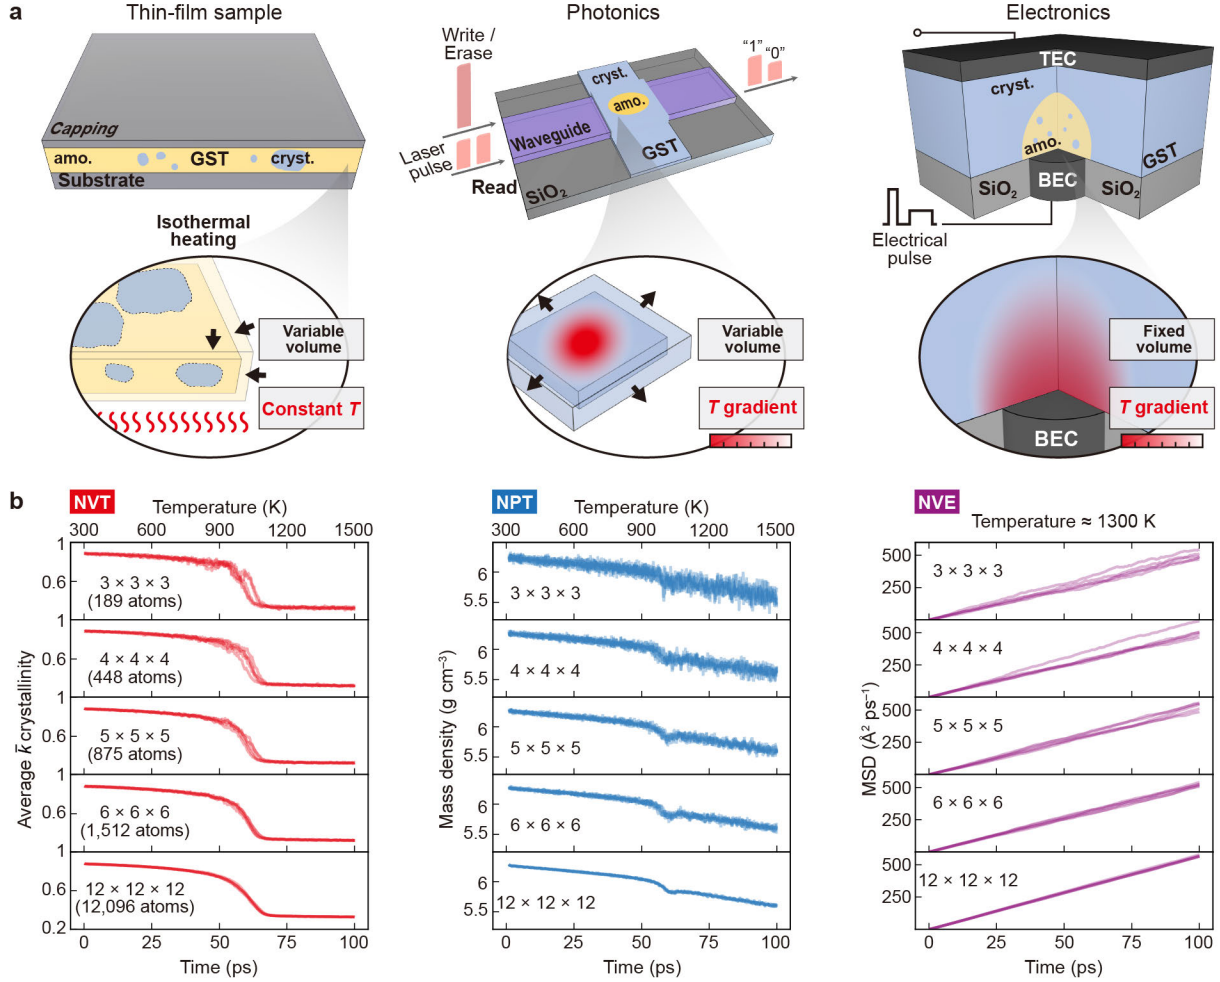 a
Thin-film sample
Photonics
Electronics
Capping
amo.
GST
cryst.
Substrate
Isothermal
heating
Variable
volume
Constant T
Write /
Erase
Laser
pulse
Read
Waveguide
SiO₂
cryst.
amo.
GST
“1”
“0”
Variable
volume
T gradient
TEC
cryst.
amo.
GST
SiO₂
BEC
SiO₂
Electrical
pulse
Fixed
volume
T gradient
BEC
b
NVT
Temperature (K)
300 600 900 1200 1500
Average k̄ crystallinity
1
0.6
3 × 3 × 3
(189 atoms)
1
0.6
4 × 4 × 4
(448 atoms)
1
0.6
5 × 5 × 5
(875 atoms)
1
0.6
6 × 6 × 6
(1,512 atoms)
1
0.6
0.2
12 × 12 × 12
(12,096 atoms)
0 25 50 75 100
Time (ps)
NPT
Temperature (K)
300 600 900 1200 1500
Mass density (g cm⁻³)
6
5.5
3 × 3 × 3
6
5.5
4 × 4 × 4
6
5.5
5 × 5 × 5
6
5.5
6 × 6 × 6
6
5.5
12 × 12 × 12
0 25 50 75 100
Time (ps)
NVE
Temperature ≈ 1300 K
MSD (Å² ps⁻¹)
500
250
3 × 3 × 3
500
250
4 × 4 × 4
500
250
5 × 5 × 5
500
250
6 × 6 × 6
500
250
12 × 12 × 12
0 25 50 75 100
Time (ps)